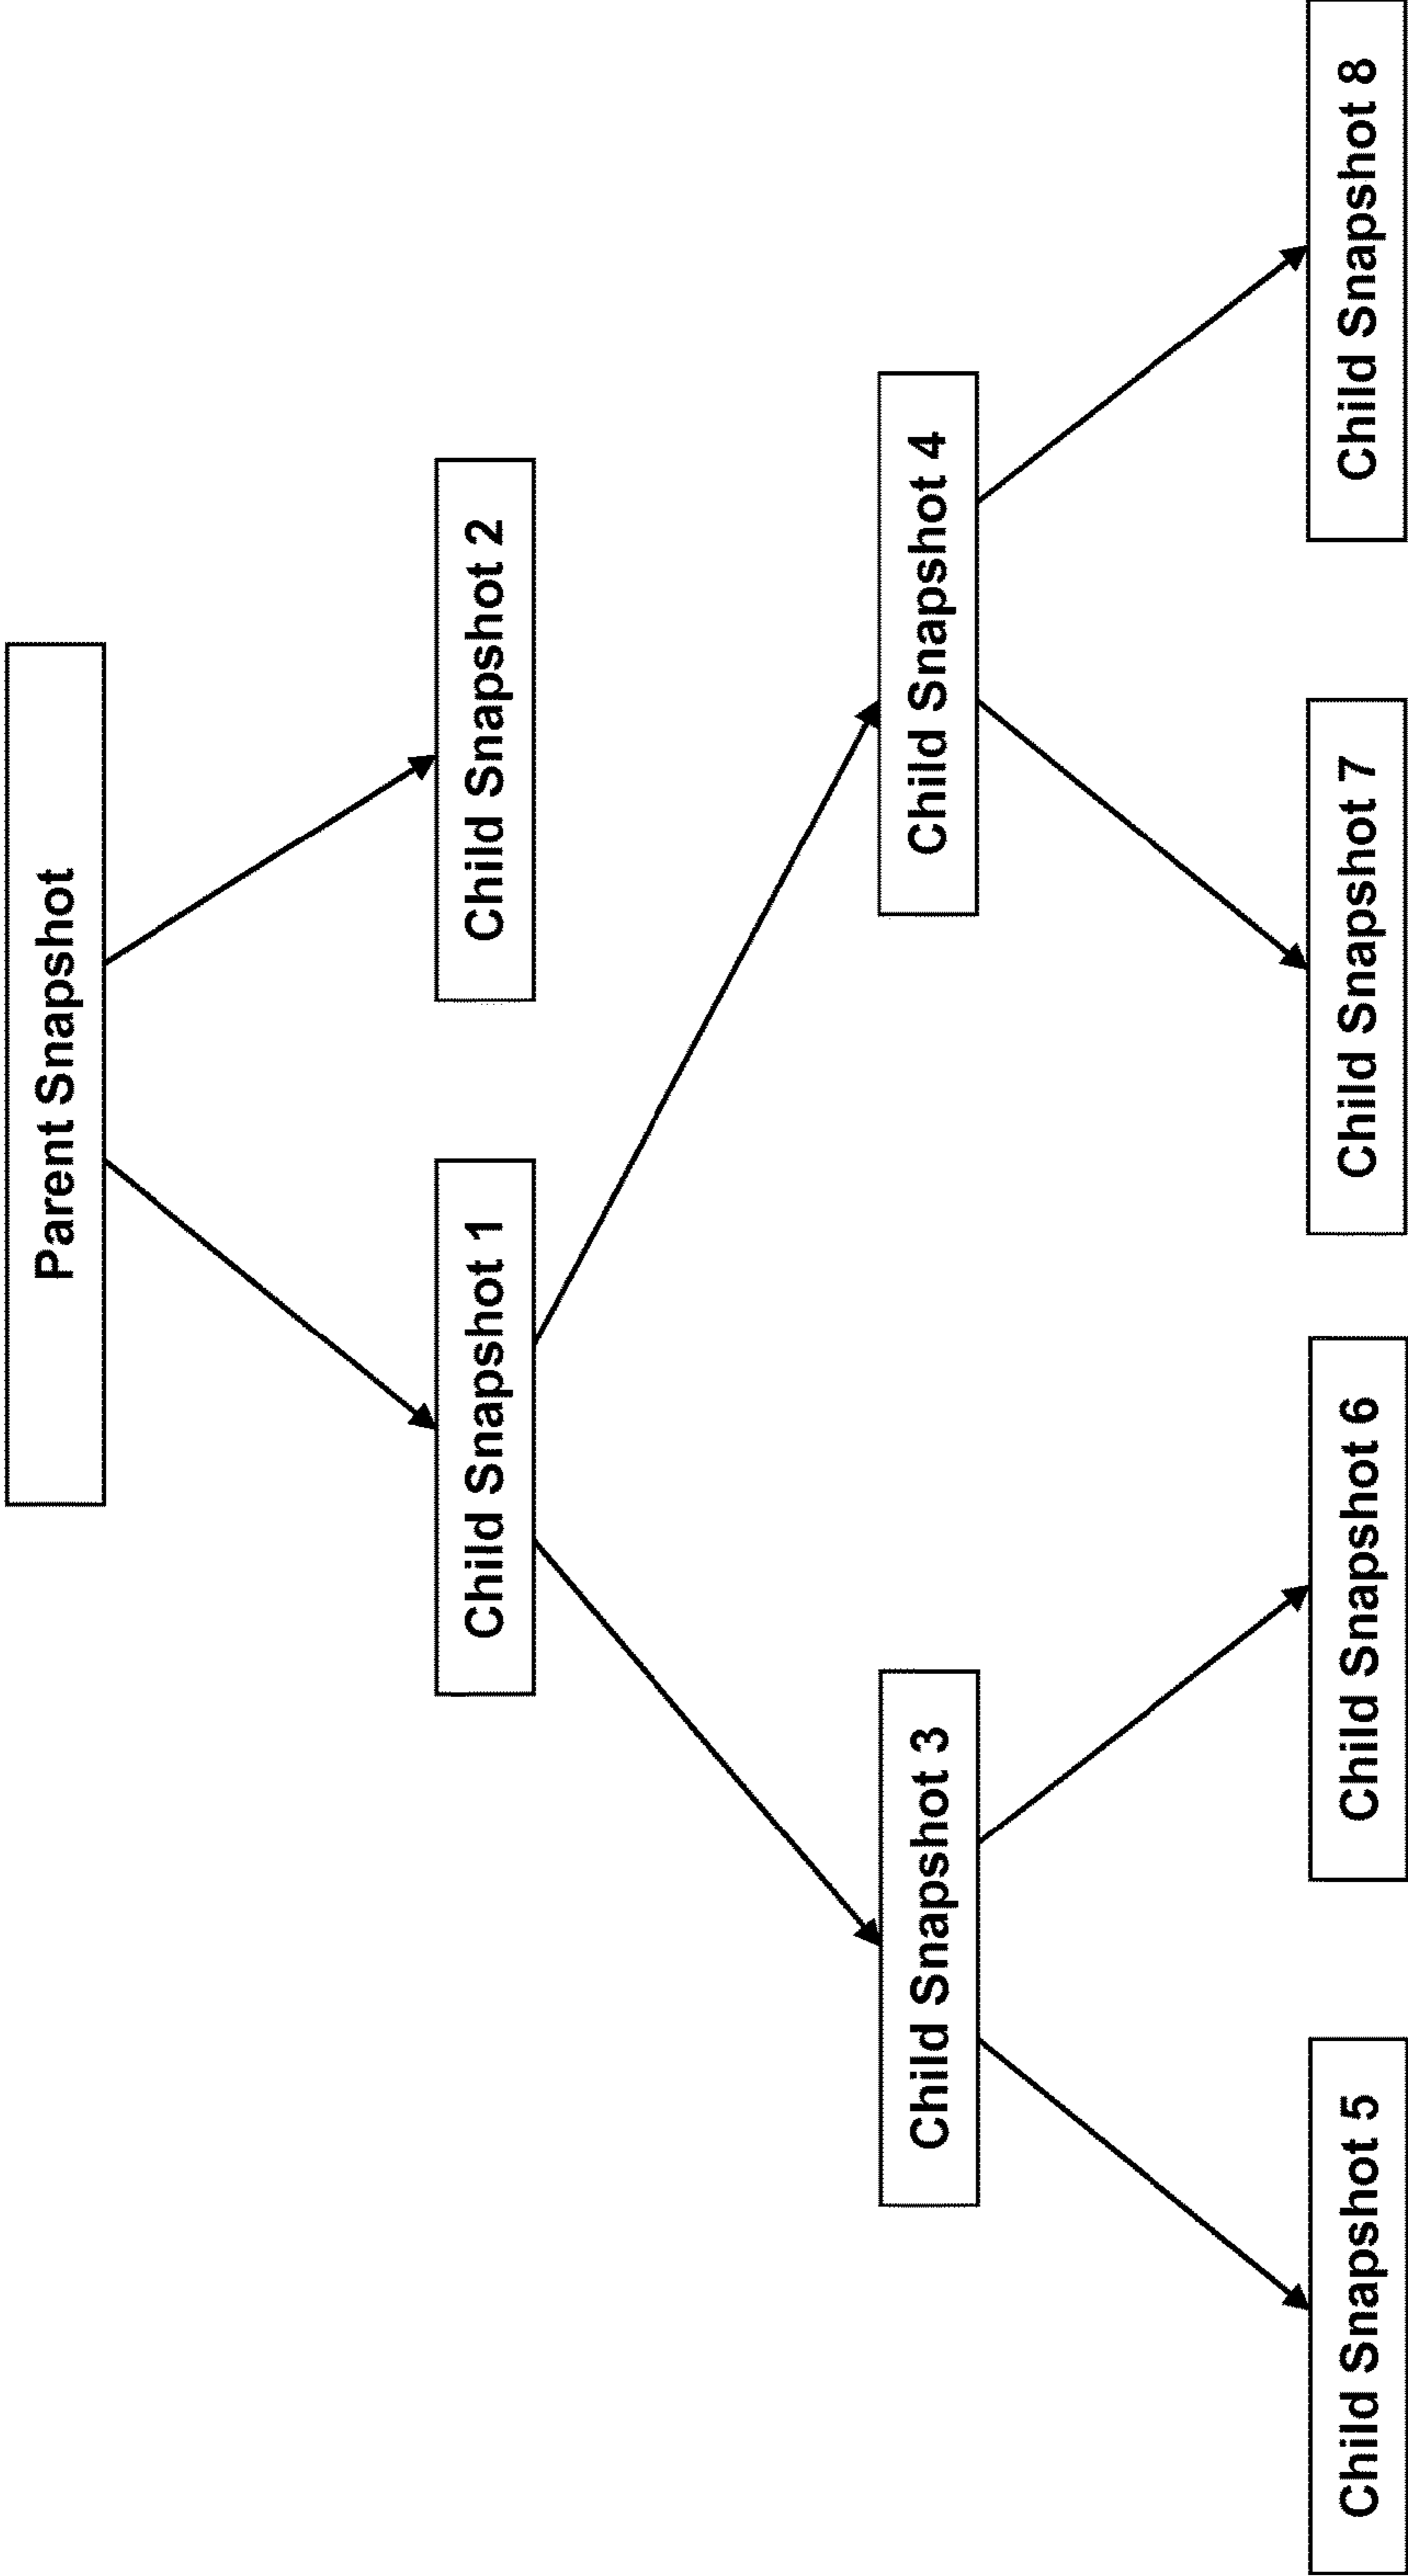 Parent Snapshot
Child Snapshot 1
Child Snapshot 2
Child Snapshot 3
Child Snapshot 4
Child Snapshot 5
Child Snapshot 6
Child Snapshot 7
Child Snapshot 8